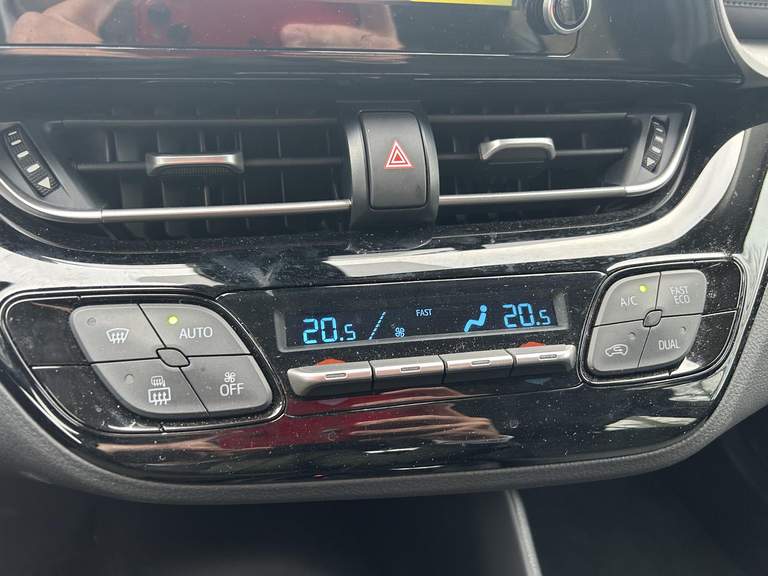 FAST
20.5
20.5
AUTO
OFF
A/C
FAST
ECO
DUAL